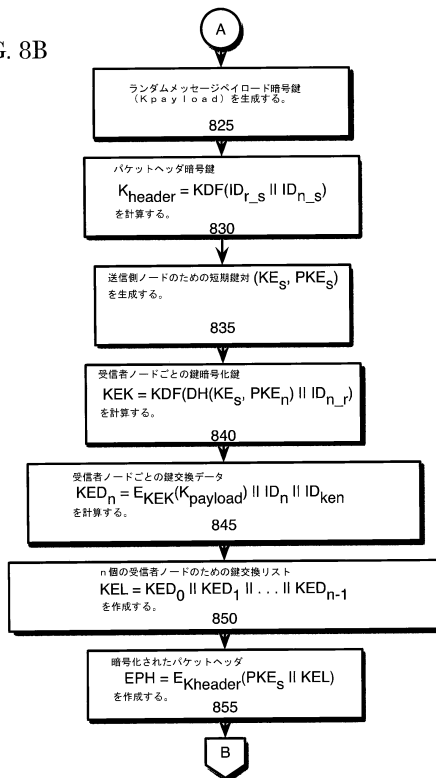 G. 8B
A
ランダムメッセージペイロード暗号鍵
(Kpayload)を生成する。
825
パケットヘッダ暗号鍵
Kheader = KDF(IDr_s || IDn_s)
を計算する。
830
送信側ノードのための短期鍵対 (KEs, PKEs)
を生成する。
835
受信者ノードごとの鍵暗号化鍵
KEK = KDF(DH(KEs, PKEn) || IDn_r)
を計算する。
840
受信者ノードごとの鍵交換データ
KEDn = EKEK(Kpayload) || IDn || IDken
を計算する。
845
n個の受信者ノードのための鍵交換リスト
KEL = KED0 || KED1 || . . . || KEDn-1
を作成する。
850
暗号化されたパケットヘッダ
EPH = EKheader(PKEs || KEL)
を作成する。
855
B